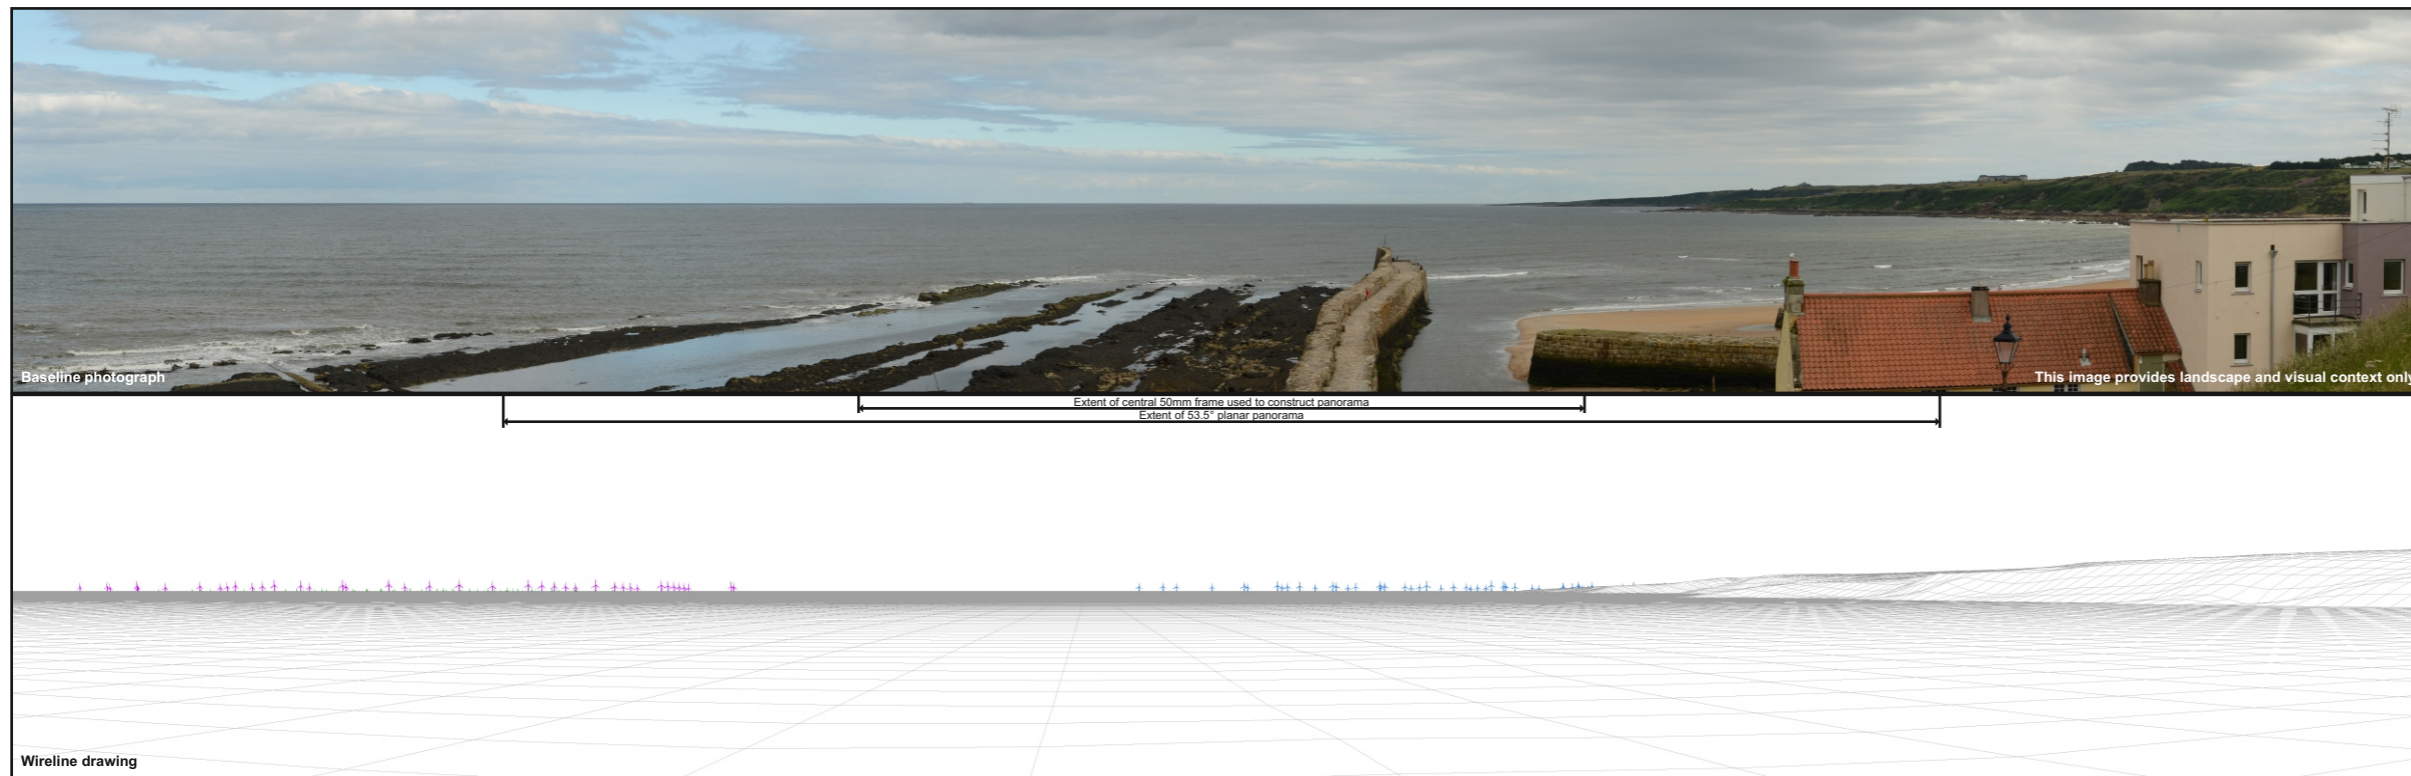 Baseline photograph
This image provides landscape and visual context only
Extent of central 50mm frame used to construct panorama
Extent of 53.5° planar panorama
Wireline drawing